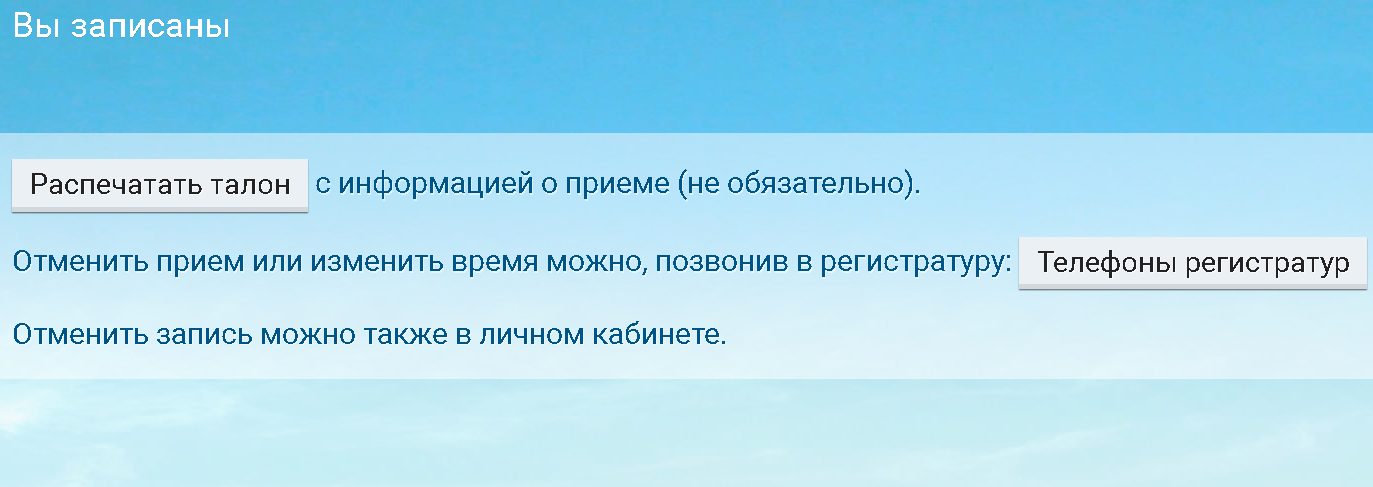 Вы записаны
Распечатать талон с информацией о приеме (не обязательно).
Отменить прием или изменить время можно, позвонив в регистратуру: Телефоны регистратур
Отменить запись можно также в личном кабинете.